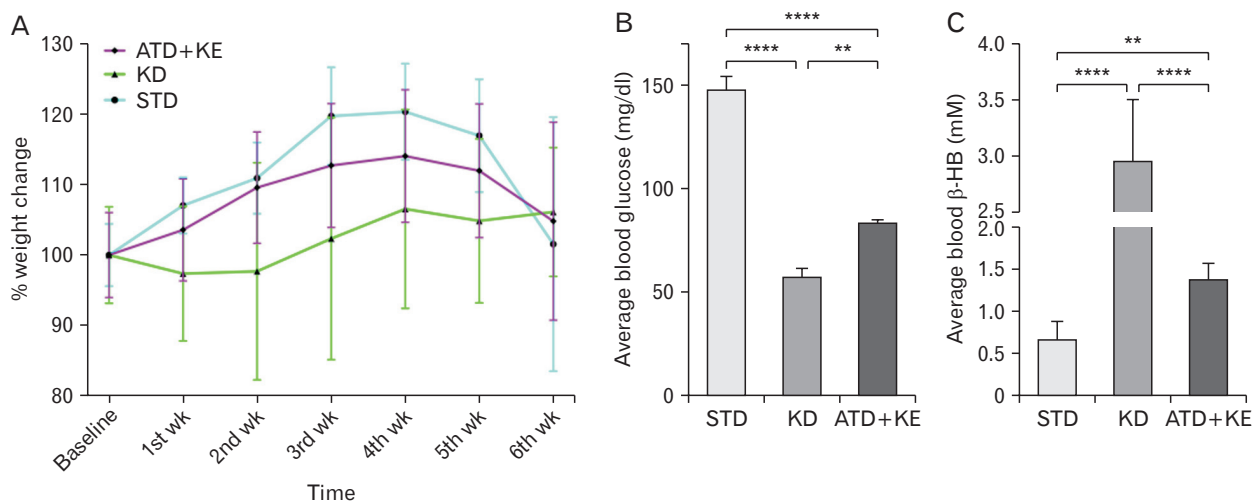 A
% weight change
130
120
110
100
90
80
ATD+KE
KD
STD
Baseline
1st wk
2nd wk
3rd wk
4th wk
5th wk
6th wk
Time
B
Average blood glucose (mg/dl)
150
100
50
0
****
**** **
STD KD ATD+KE
C
Average blood β-HB (mM)
4.0
3.5
3.0
2.5
2.0
1.5
1.0
0.5
0
**
**** ****
STD KD ATD+KE